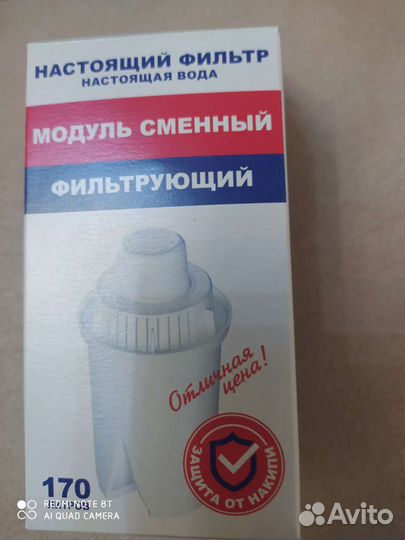 НАСТОЯЩИЙ ФИЛЬТР
НАСТОЯЩАЯ ВОДА
МОДУЛЬ СМЕННЫЙ
ФИЛЬТРУЮЩИЙ
Отличная
цена!
ЗАЩИТА ОТ НАКИПИ
170
REDMI NOTE 8T
AI QUAD CAMERA
Avito